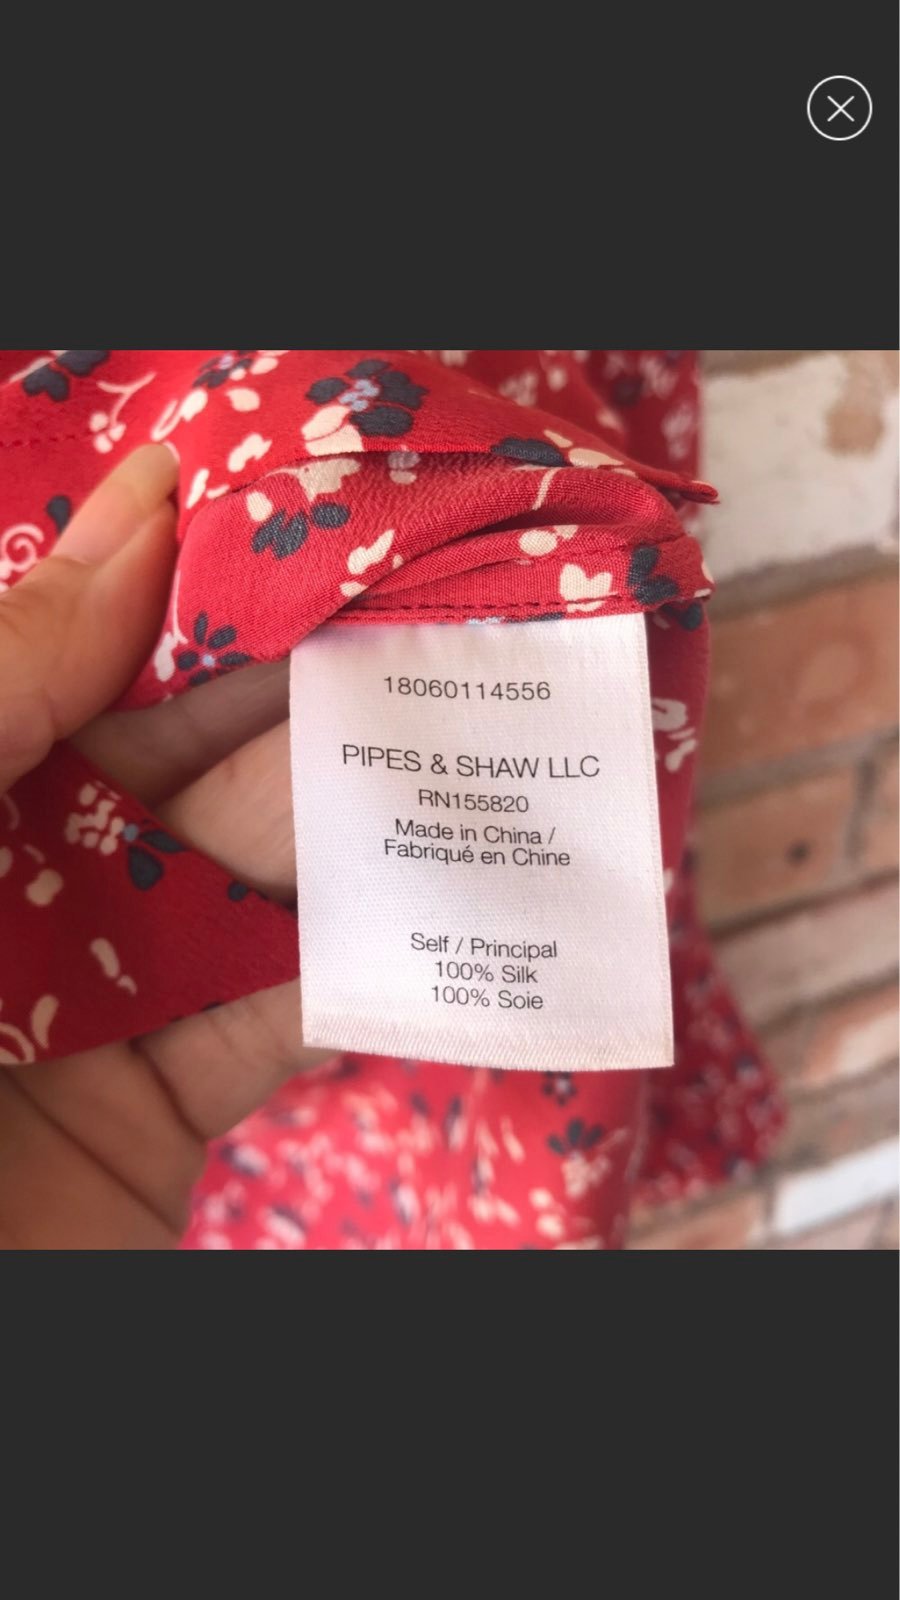 18060114556
PIPES & SHAW LLC
RN155820
Made in China /
Fabriqué en Chine
Self / Principal
100% Silk
100% Soie